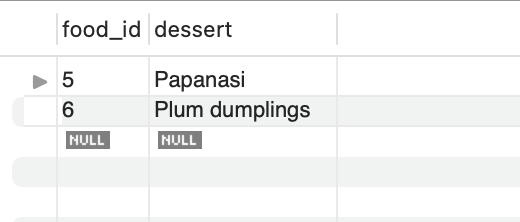 food_id dessert
5 Papanasi
6 Plum dumplings
NULL NULL